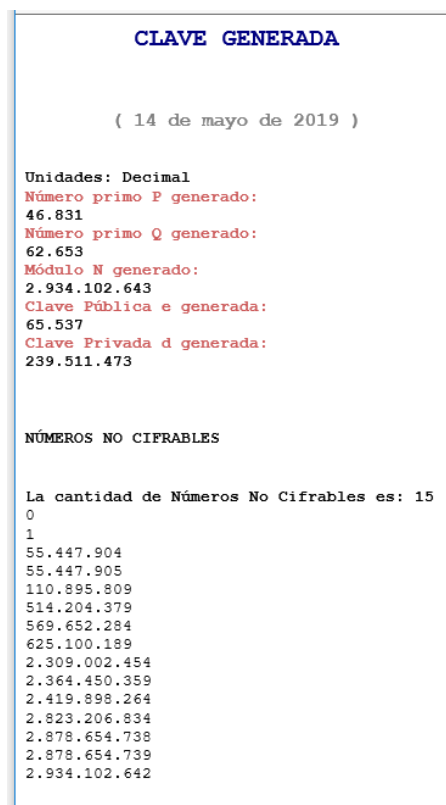 CLAVE GENERADA
( 14 de mayo de 2019 )
Unidades: Decimal
Número primo P generado:
46.831
Número primo Q generado:
62.653
Módulo N generado:
2.934.102.643
Clave Pública e generada:
65.537
Clave Privada d generada:
239.511.473
NÚMEROS NO CIFRABLES
La cantidad de Números No Cifrables es: 15
0
1
55.447.904
55.447.905
110.895.809
514.204.379
569.652.284
625.100.189
2.309.002.454
2.364.450.359
2.419.898.264
2.823.206.834
2.878.654.738
2.878.654.739
2.934.102.642